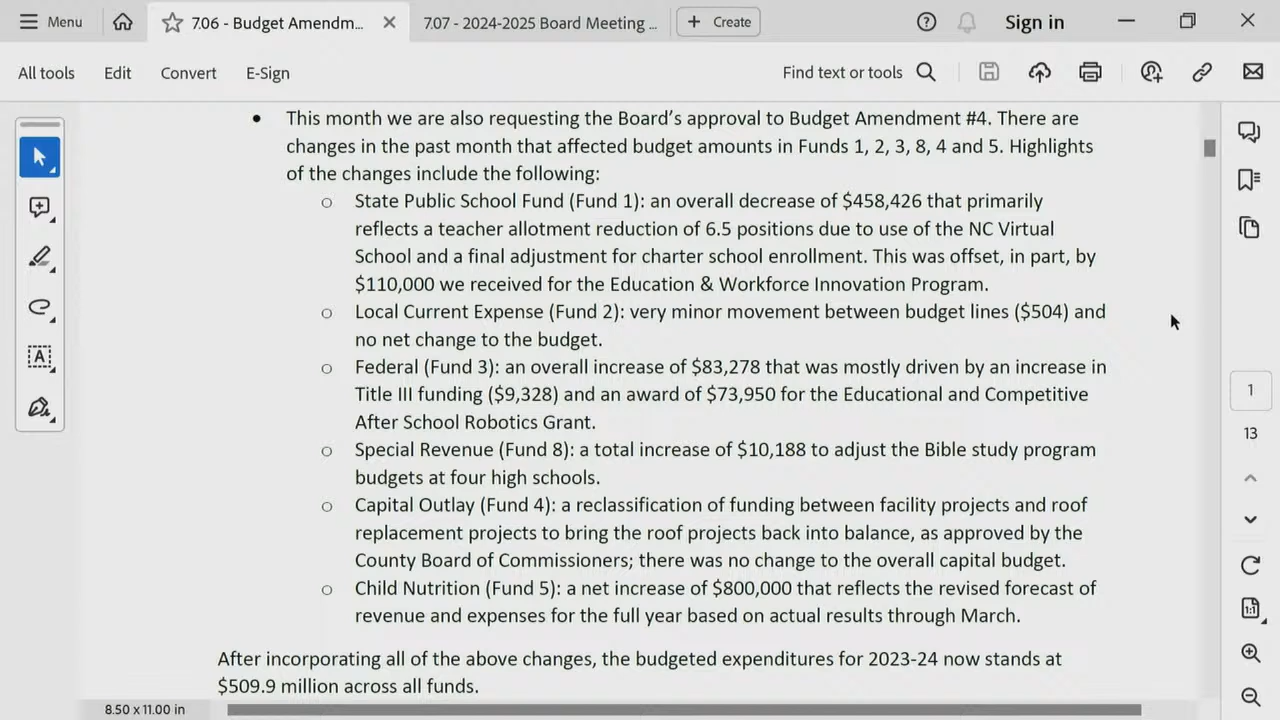 Menu
7.06 - Budget Amendm...
7.07 - 2024-2025 Board Meeting ...
Create
Sign in
All tools
Edit
Convert
E-Sign
Find text or tools
• This month we are also requesting the Board's approval to Budget Amendment #4. There are
changes in the past month that affected budget amounts in Funds 1, 2, 3, 8, 4 and 5. Highlights
of the changes include the following:
o State Public School Fund (Fund 1): an overall decrease of $458,426 that primarily
reflects a teacher allotment reduction of 6.5 positions due to use of the NC Virtual
School and a final adjustment for charter school enrollment. This was offset, in part, by
$110,000 we received for the Education & Workforce Innovation Program.
o Local Current Expense (Fund 2): very minor movement between budget lines ($504) and
no net change to the budget.
o Federal (Fund 3): an overall increase of $83,278 that was mostly driven by an increase in
Title III funding ($9,328) and an award of $73,950 for the Educational and Competitive
After School Robotics Grant.
o Special Revenue (Fund 8): a total increase of $10,188 to adjust the Bible study program
budgets at four high schools.
o Capital Outlay (Fund 4): a reclassification of funding between facility projects and roof
replacement projects to bring the roof projects back into balance, as approved by the
County Board of Commissioners; there was no change to the overall capital budget.
o Child Nutrition (Fund 5): a net increase of $800,000 that reflects the revised forecast of
revenue and expenses for the full year based on actual results through March.
After incorporating all of the above changes, the budgeted expenditures for 2023-24 now stands at
$509.9 million across all funds.
1
13
1:1
8.50 x 11.00 in